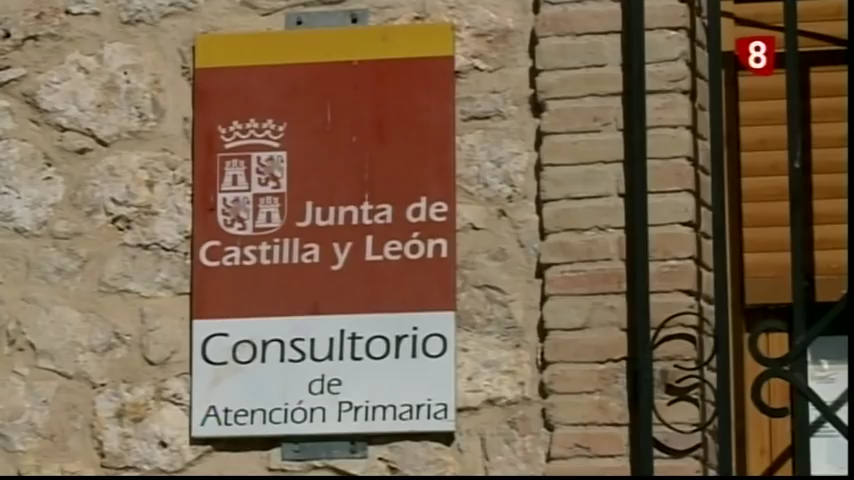 8
Junta de
Castilla y León
Consultorio
de
Atención Primaria